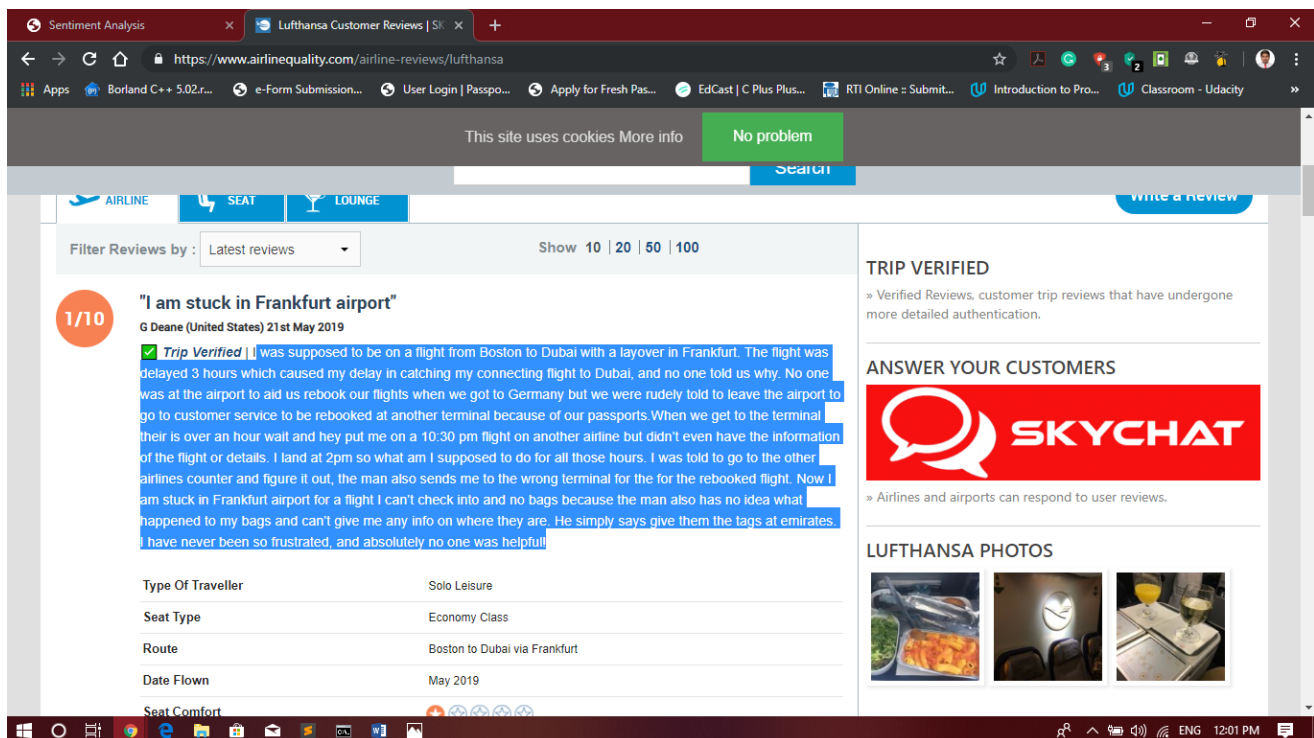 Sentiment Analysis
Lufthansa Customer Reviews | SK
https://www.airlinequality.com/airline-reviews/lufthansa
3
2
Apps
Borland C++ 5.02.r...
e-Form Submission...
User Login | Passpo...
Apply for Fresh Pas...
EdCast | C Plus Plus...
RTI Online :: Submit...
Introduction to Pro...
Classroom - Udacity
»
This site uses cookies More info
No problem
Search
AIRLINE
SEAT
LOUNGE
Write a Review
Filter Reviews by : Latest reviews
Show 10 | 20 | 50 | 100
1/10
"I am stuck in Frankfurt airport"
G Deane (United States) 21st May 2019
Trip Verified | I was supposed to be on a flight from Boston to Dubai with a layover in Frankfurt. The flight was
delayed 3 hours which caused my delay in catching my connecting flight to Dubai, and no one told us why. No one
was at the airport to aid us rebook our flights when we got to Germany but we were rudely told to leave the airport to
go to customer service to be rebooked at another terminal because of our passports.When we get to the terminal
their is over an hour wait and hey put me on a 10:30 pm flight on another airline but didn't even have the information
of the flight or details. I land at 2pm so what am I supposed to do for all those hours. I was told to go to the other
airlines counter and figure it out, the man also sends me to the wrong terminal for the for the rebooked flight. Now I
am stuck in Frankfurt airport for a flight I can't check into and no bags because the man also has no idea what
happened to my bags and can't give me any info on where they are. He simply says give them the tags at emirates.
I have never been so frustrated, and absolutely no one was helpful!
Type Of Traveller Solo Leisure
Seat Type Economy Class
Route Boston to Dubai via Frankfurt
Date Flown May 2019
Seat Comfort
TRIP VERIFIED
» Verified Reviews, customer trip reviews that have undergone
more detailed authentication.
ANSWER YOUR CUSTOMERS
SKYCHAT
» Airlines and airports can respond to user reviews.
LUFTHANSA PHOTOS
ENG 12:01 PM